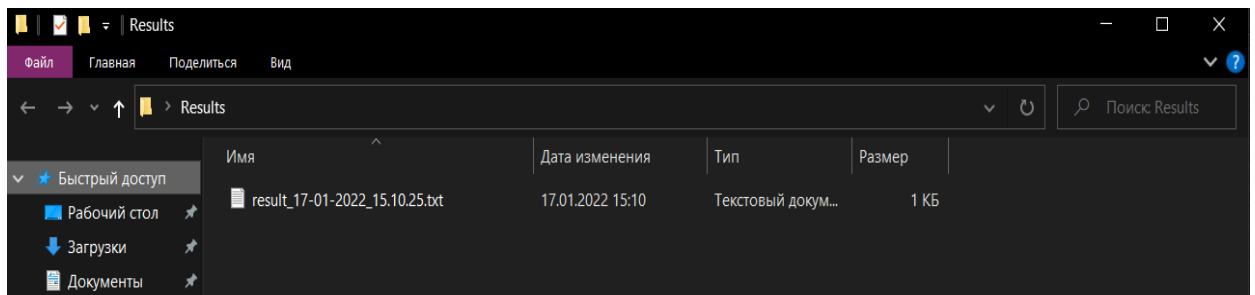 Results
Файл Главная Поделиться Вид
Results
Поиск: Results
Имя Дата изменения Тип Размер
Быстрый доступ
result_17-01-2022_15.10.25.txt 17.01.2022 15:10 Текстовый докум... 1 КБ
Рабочий стол
Загрузки
Документы